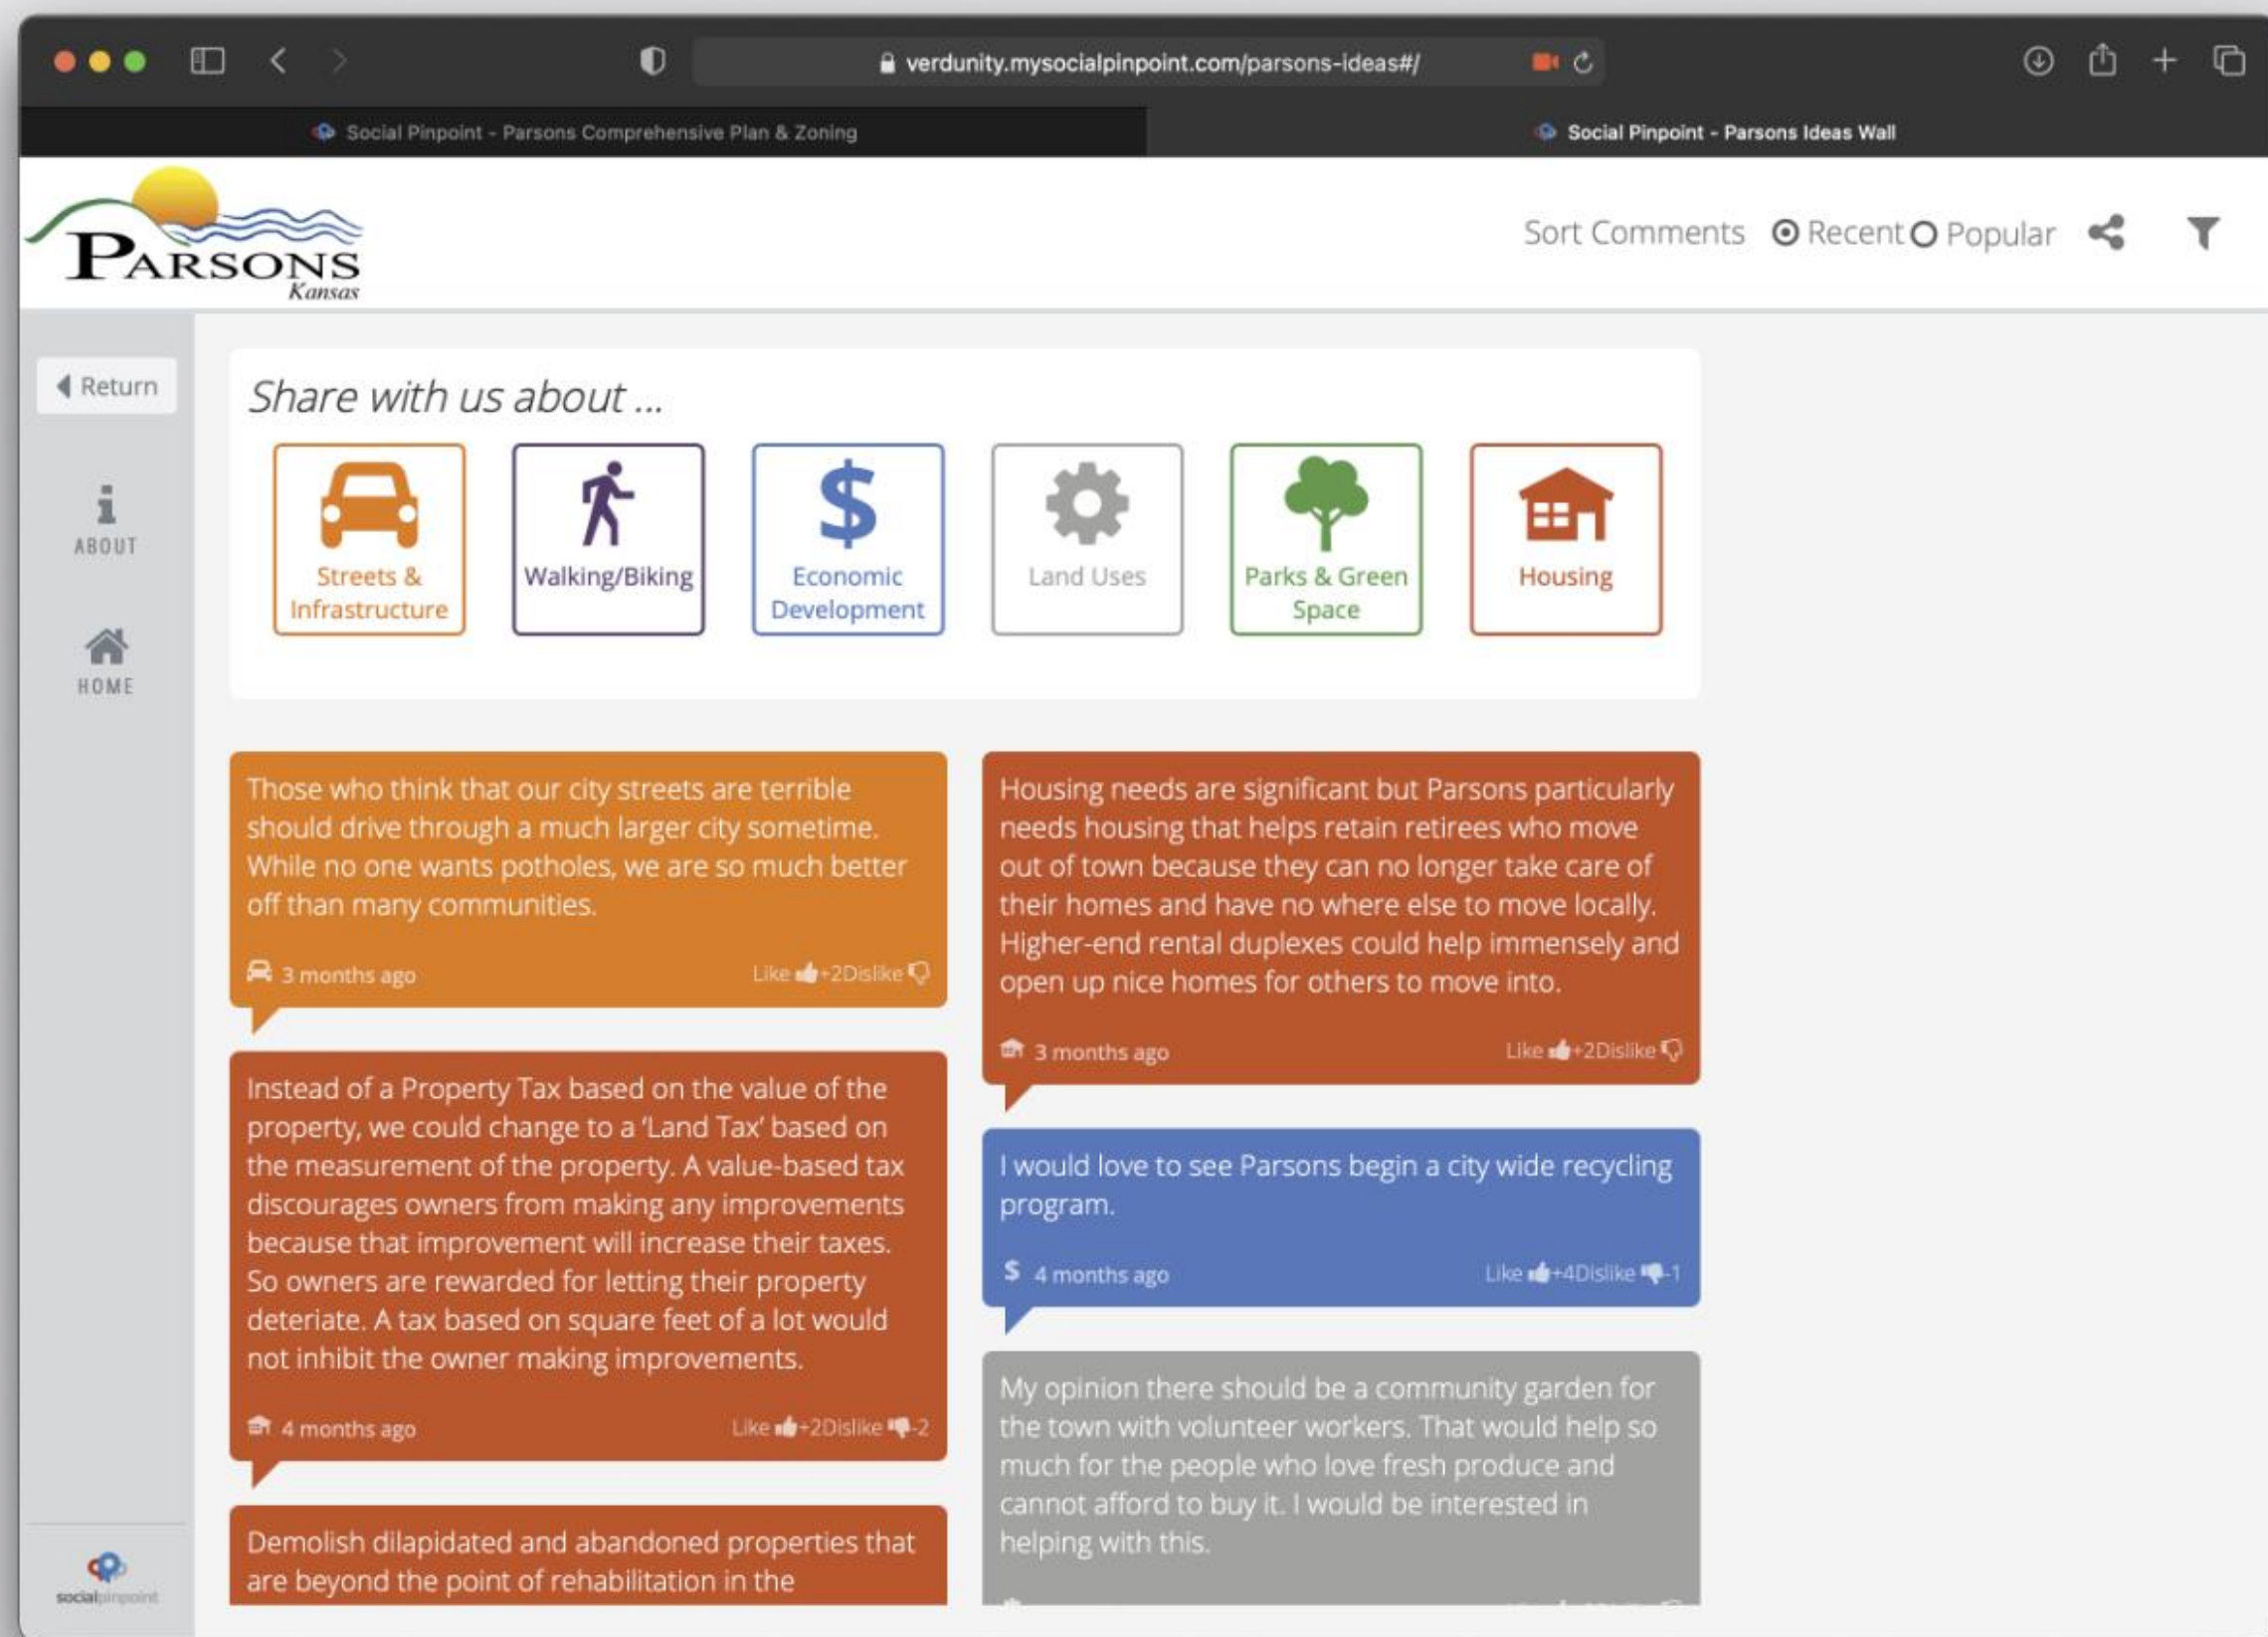 verdunity.mysocialpinpoint.com/parsons-ideas#/
Social Pinpoint - Parsons Comprehensive Plan & Zoning
Social Pinpoint - Parsons Ideas Wall
PARSONS
Kansas
Sort Comments Recent Popular
Return
ABOUT
HOME
Share with us about ...
Streets &
Infrastructure
Walking/Biking
Economic
Development
Land Uses
Parks & Green
Space
Housing
Those who think that our city streets are terrible
should drive through a much larger city sometime.
While no one wants potholes, we are so much better
off than many communities.
3 months ago
Like +2Dislike
Instead of a Property Tax based on the value of the
property, we could change to a 'Land Tax' based on
the measurement of the property. A value-based tax
discourages owners from making any improvements
because that improvement will increase their taxes.
So owners are rewarded for letting their property
deteriate. A tax based on square feet of a lot would
not inhibit the owner making improvements.
4 months ago
Like +2Dislike -2
Demolish dilapidated and abandoned properties that
are beyond the point of rehabilitation in the
Housing needs are significant but Parsons particularly
needs housing that helps retain retirees who move
out of town because they can no longer take care of
their homes and have no where else to move locally.
Higher-end rental duplexes could help immensely and
open up nice homes for others to move into.
3 months ago
Like +2Dislike
I would love to see Parsons begin a city wide recycling
program.
$ 4 months ago
Like +4Dislike -1
My opinion there should be a community garden for
the town with volunteer workers. That would help so
much for the people who love fresh produce and
cannot afford to buy it. I would be interested in
helping with this.
socialpinpoint